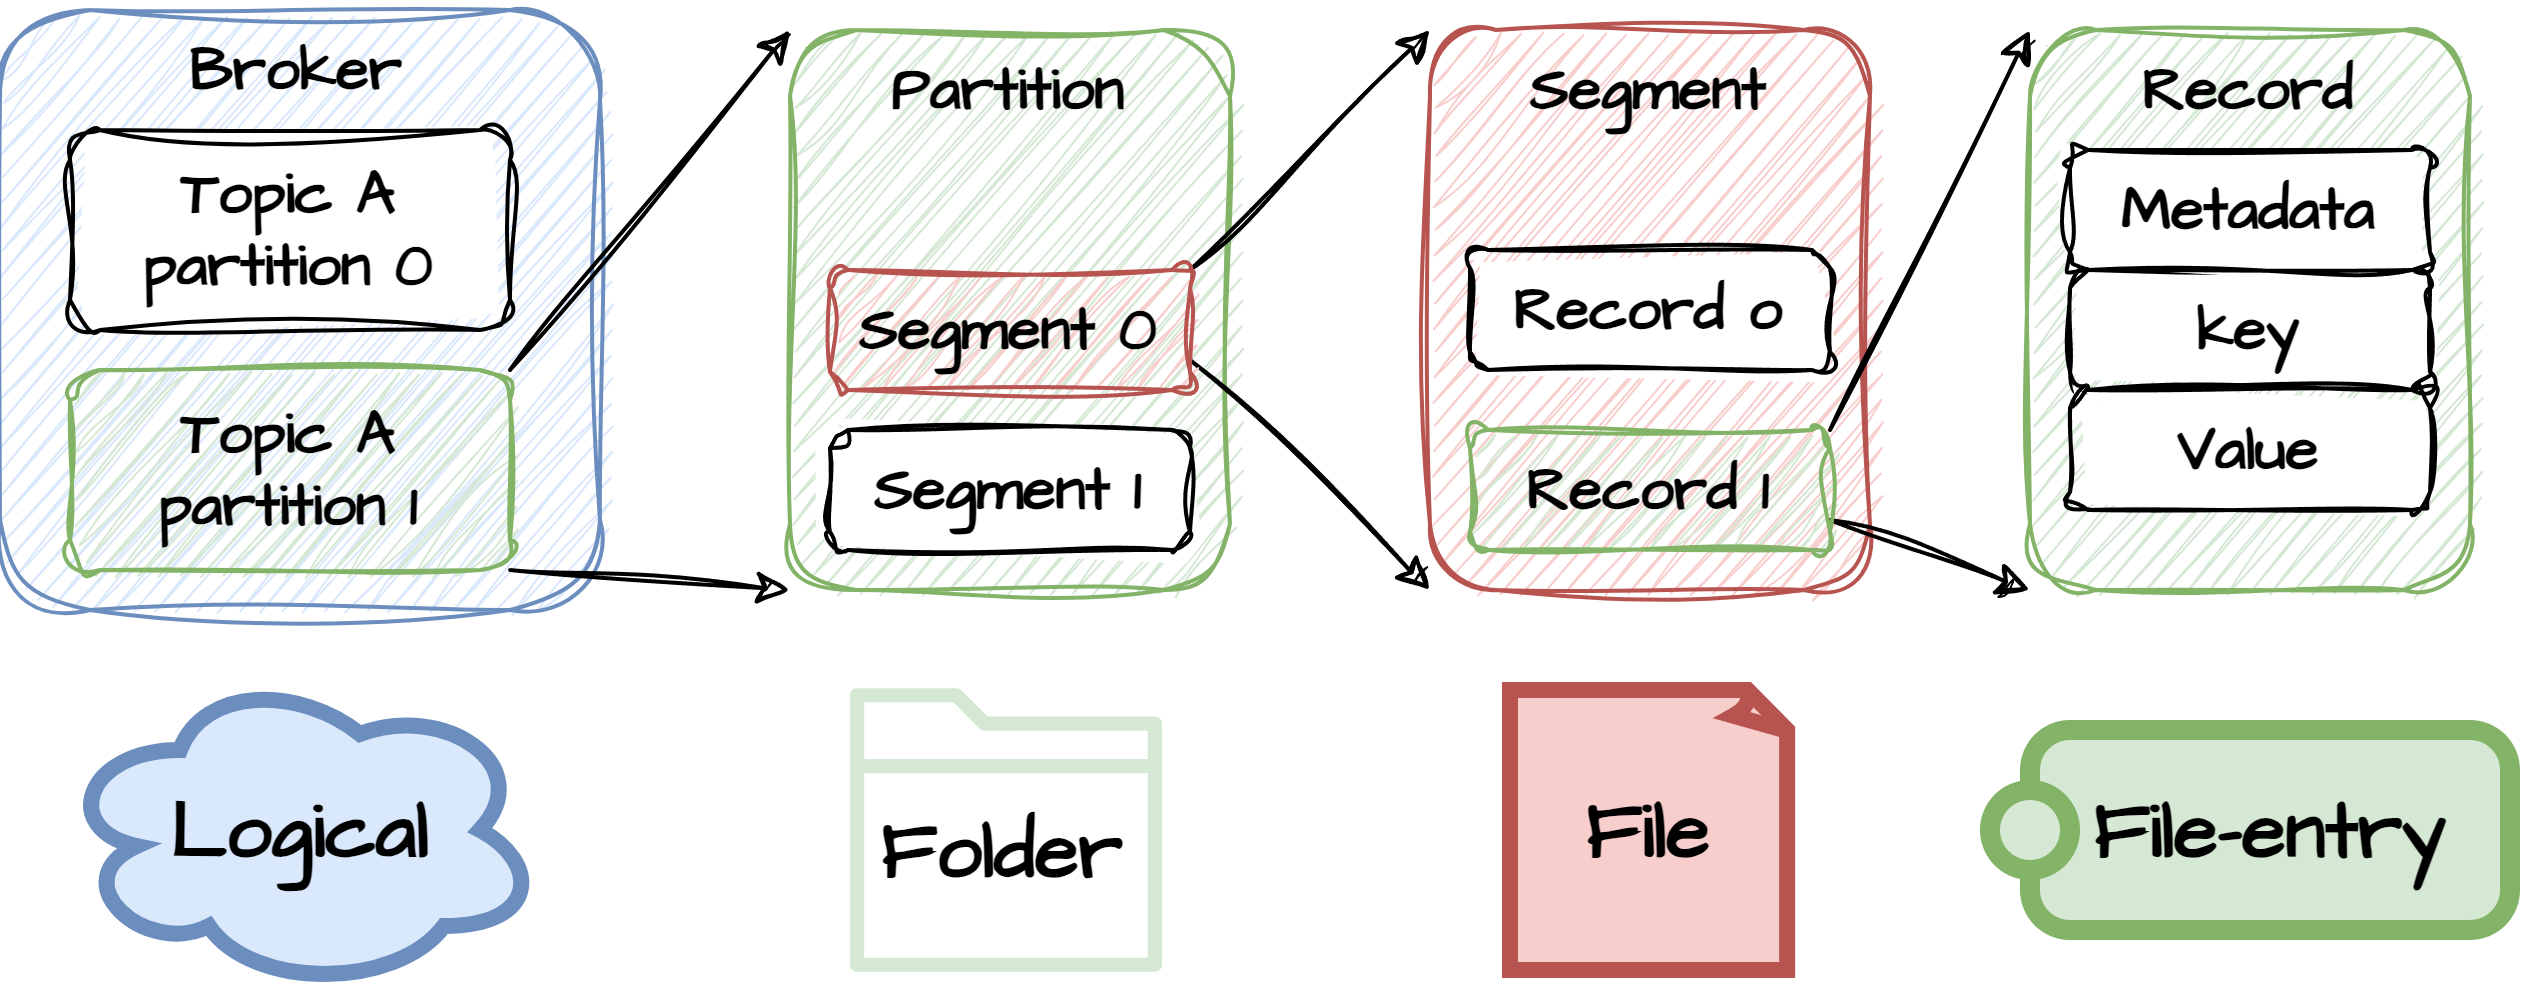 Broker
Topic A
partition 0
Topic A
partition 1
Partition
Segment 0
Segment 1
Segment
Record 0
Record 1
Record
Metadata
key
Value
Logical
Folder
File
File-entry